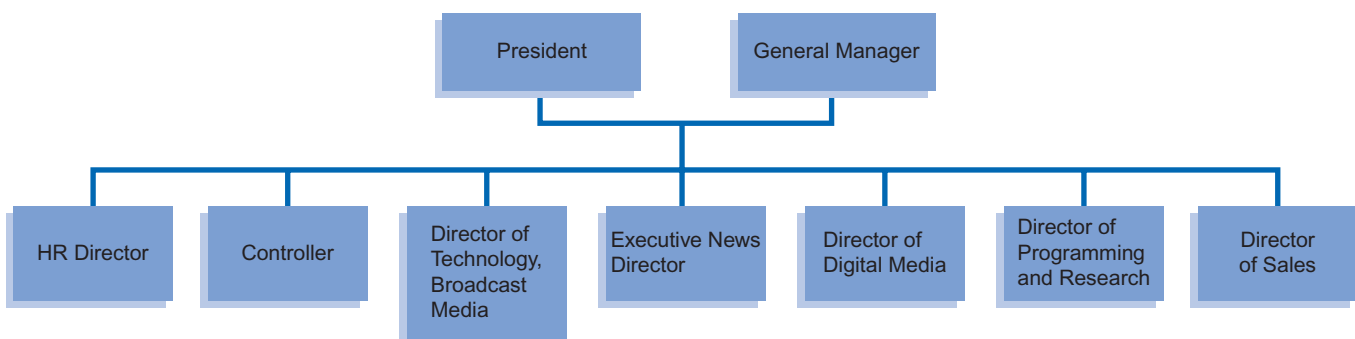 President
General Manager
HR Director
Controller
Director of
Technology,
Broadcast
Media
Executive News
Director
Director of
Digital Media
Director of
Programming
and Research
Director
of Sales